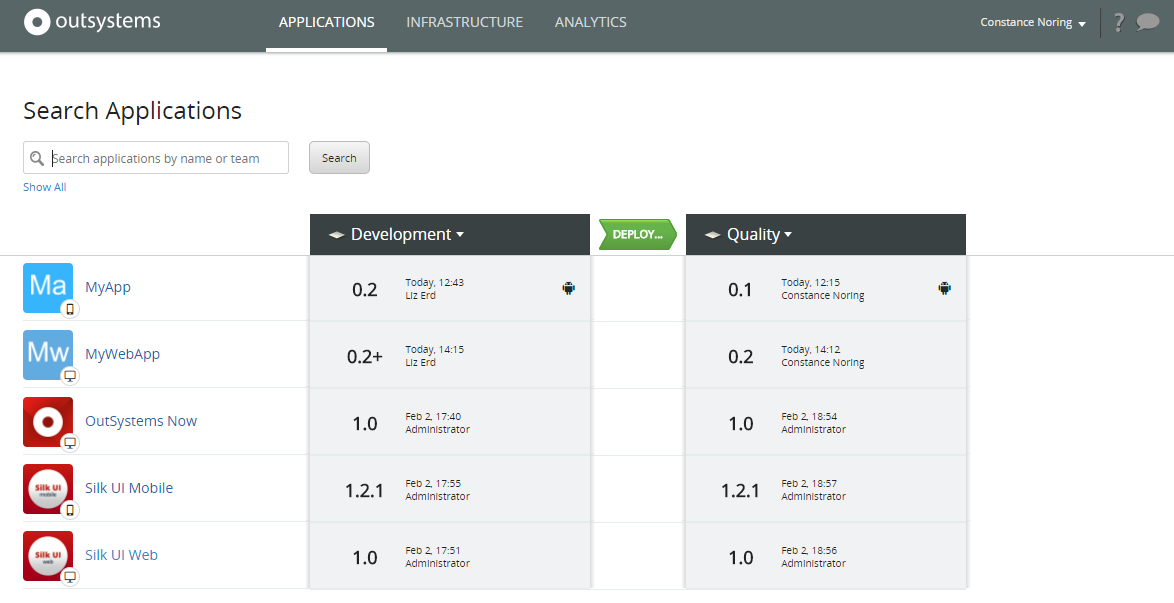 outsystems
APPLICATIONS INFRASTRUCTURE ANALYTICS
Constance Noring
?
Search Applications
Search applications by name or team
Search
Show All
Development DEPLOY... Quality
Ma MyApp 0.2 Today, 12:43 0.1 Today, 12:15
Liz Erd Constance Noring
Mw MyWebApp 0.2+ Today, 14:15 0.2 Today, 14:12
Liz Erd Constance Noring
OutSystems Now 1.0 Feb 2, 17:40 1.0 Feb 2, 18:54
Administrator Administrator
Silk UI
mobile
Silk UI Mobile 1.2.1 Feb 2, 17:55 1.2.1 Feb 2, 18:57
Administrator Administrator
Silk UI
web
Silk UI Web 1.0 Feb 2, 17:51 1.0 Feb 2, 18:56
Administrator Administrator